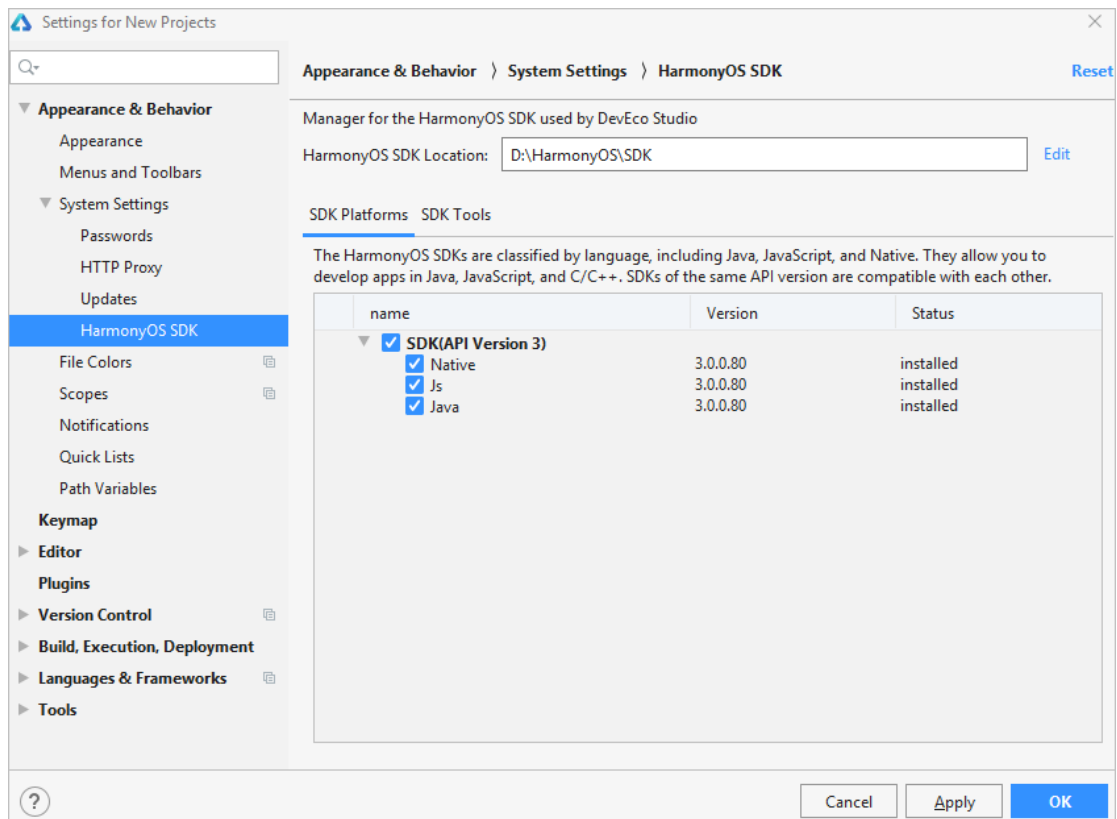 Settings for New Projects
Appearance & Behavior
Appearance
Menus and Toolbars
System Settings
Passwords
HTTP Proxy
Updates
HarmonyOS SDK
File Colors
Scopes
Notifications
Quick Lists
Path Variables
Keymap
Editor
Plugins
Version Control
Build, Execution, Deployment
Languages & Frameworks
Tools
Appearance & Behavior 〉 System Settings 〉 HarmonyOS SDK Reset
Manager for the HarmonyOS SDK used by DevEco Studio
HarmonyOS SDK Location: D:\HarmonyOS\SDK Edit
SDK Platforms SDK Tools
The HarmonyOS SDKs are classified by language, including Java, JavaScript, and Native. They allow you to
develop apps in Java, JavaScript, and C/C++. SDKs of the same API version are compatible with each other.
name Version Status
SDK(API Version 3)
Native 3.0.0.80 installed
Js 3.0.0.80 installed
Java 3.0.0.80 installed
? Cancel Apply OK